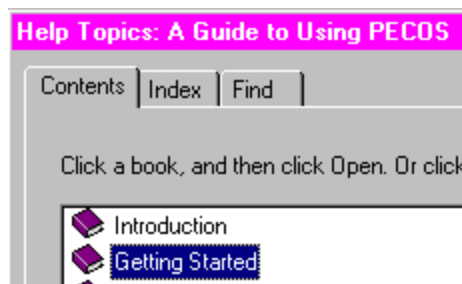 Help Topics: A Guide to Using PECOS
Contents Index Find
Click a book, and then click Open. Or click
Introduction
Getting Started